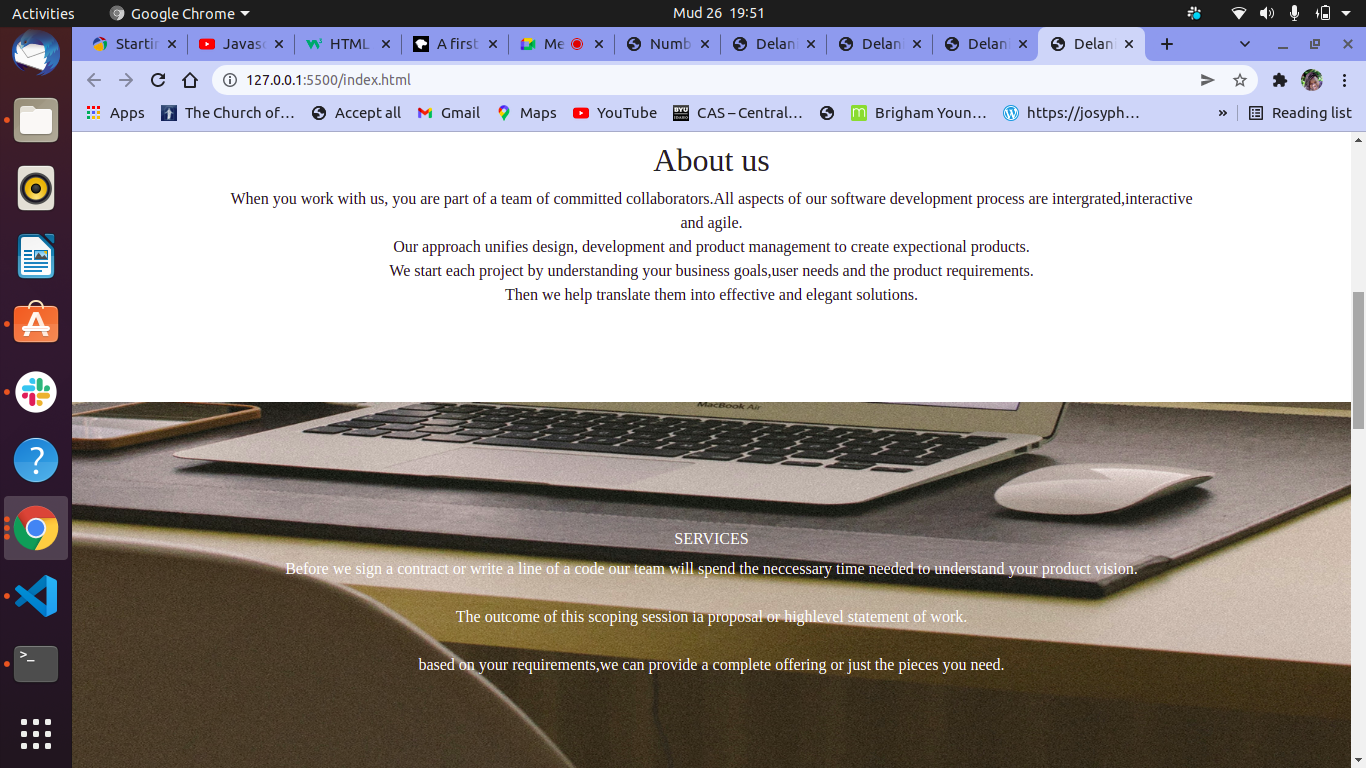 Activities
Google Chrome
Mud 26 19:51
Startin
Javasc
HTML
A first
Me
Numb
Delani
Delani
Delani
Delani
127.0.0.1:5500/index.html
Apps
The Church of…
Accept all
Gmail
Maps
YouTube
BYU
IDAHO
CAS – Central…
Brigham Youn…
https://josyph…
»
Reading list
About us
When you work with us, you are part of a team of committed collaborators.All aspects of our software development process are intergrated,interactive
and agile.
Our approach unifies design, development and product management to create expectional products.
We start each project by understanding your business goals,user needs and the product requirements.
Then we help translate them into effective and elegant solutions.
MacBook Air
SERVICES
Before we sign a contract or write a line of a code our team will spend the neccessary time needed to understand your product vision.
The outcome of this scoping session ia proposal or highlevel statement of work.
based on your requirements,we can provide a complete offering or just the pieces you need.